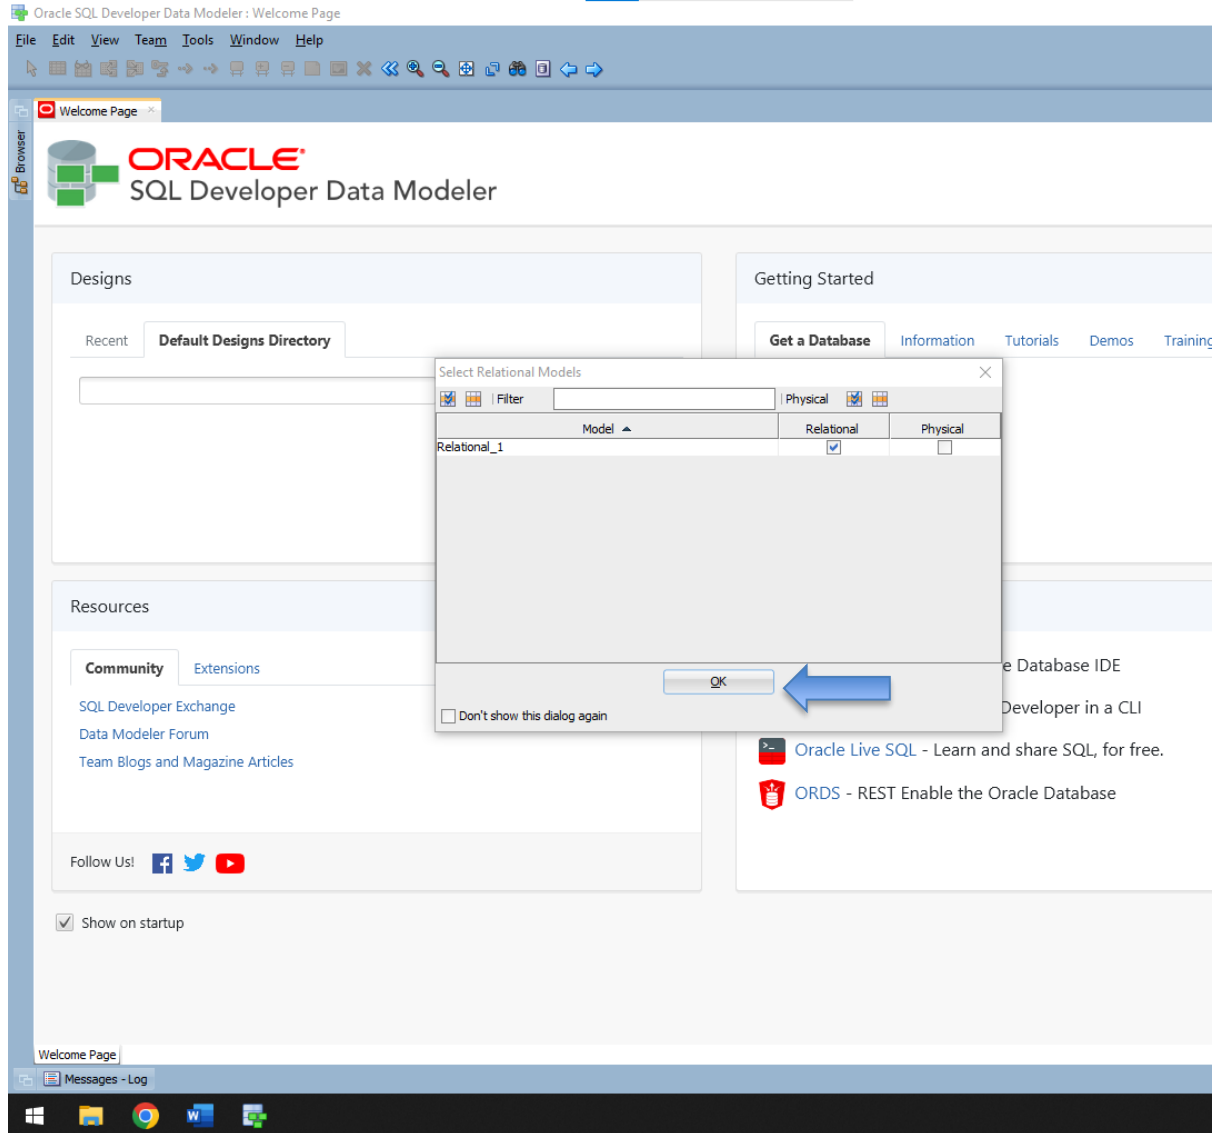 Oracle SQL Developer Data Modeler : Welcome Page
File Edit View Team Tools Window Help
Welcome Page
Browser
ORACLE
SQL Developer Data Modeler
Designs
Recent Default Designs Directory
Getting Started
Get a Database Information Tutorials Demos Training
Select Relational Models
Filter Physical
Model Relational Physical
Relational_1
OK
Don't show this dialog again
Resources
Community Extensions
SQL Developer Exchange
Data Modeler Forum
Team Blogs and Magazine Articles
e Database IDE
Developer in a CLI
Oracle Live SQL - Learn and share SQL, for free.
ORDS - REST Enable the Oracle Database
Follow Us!
Show on startup
Welcome Page
Messages - Log